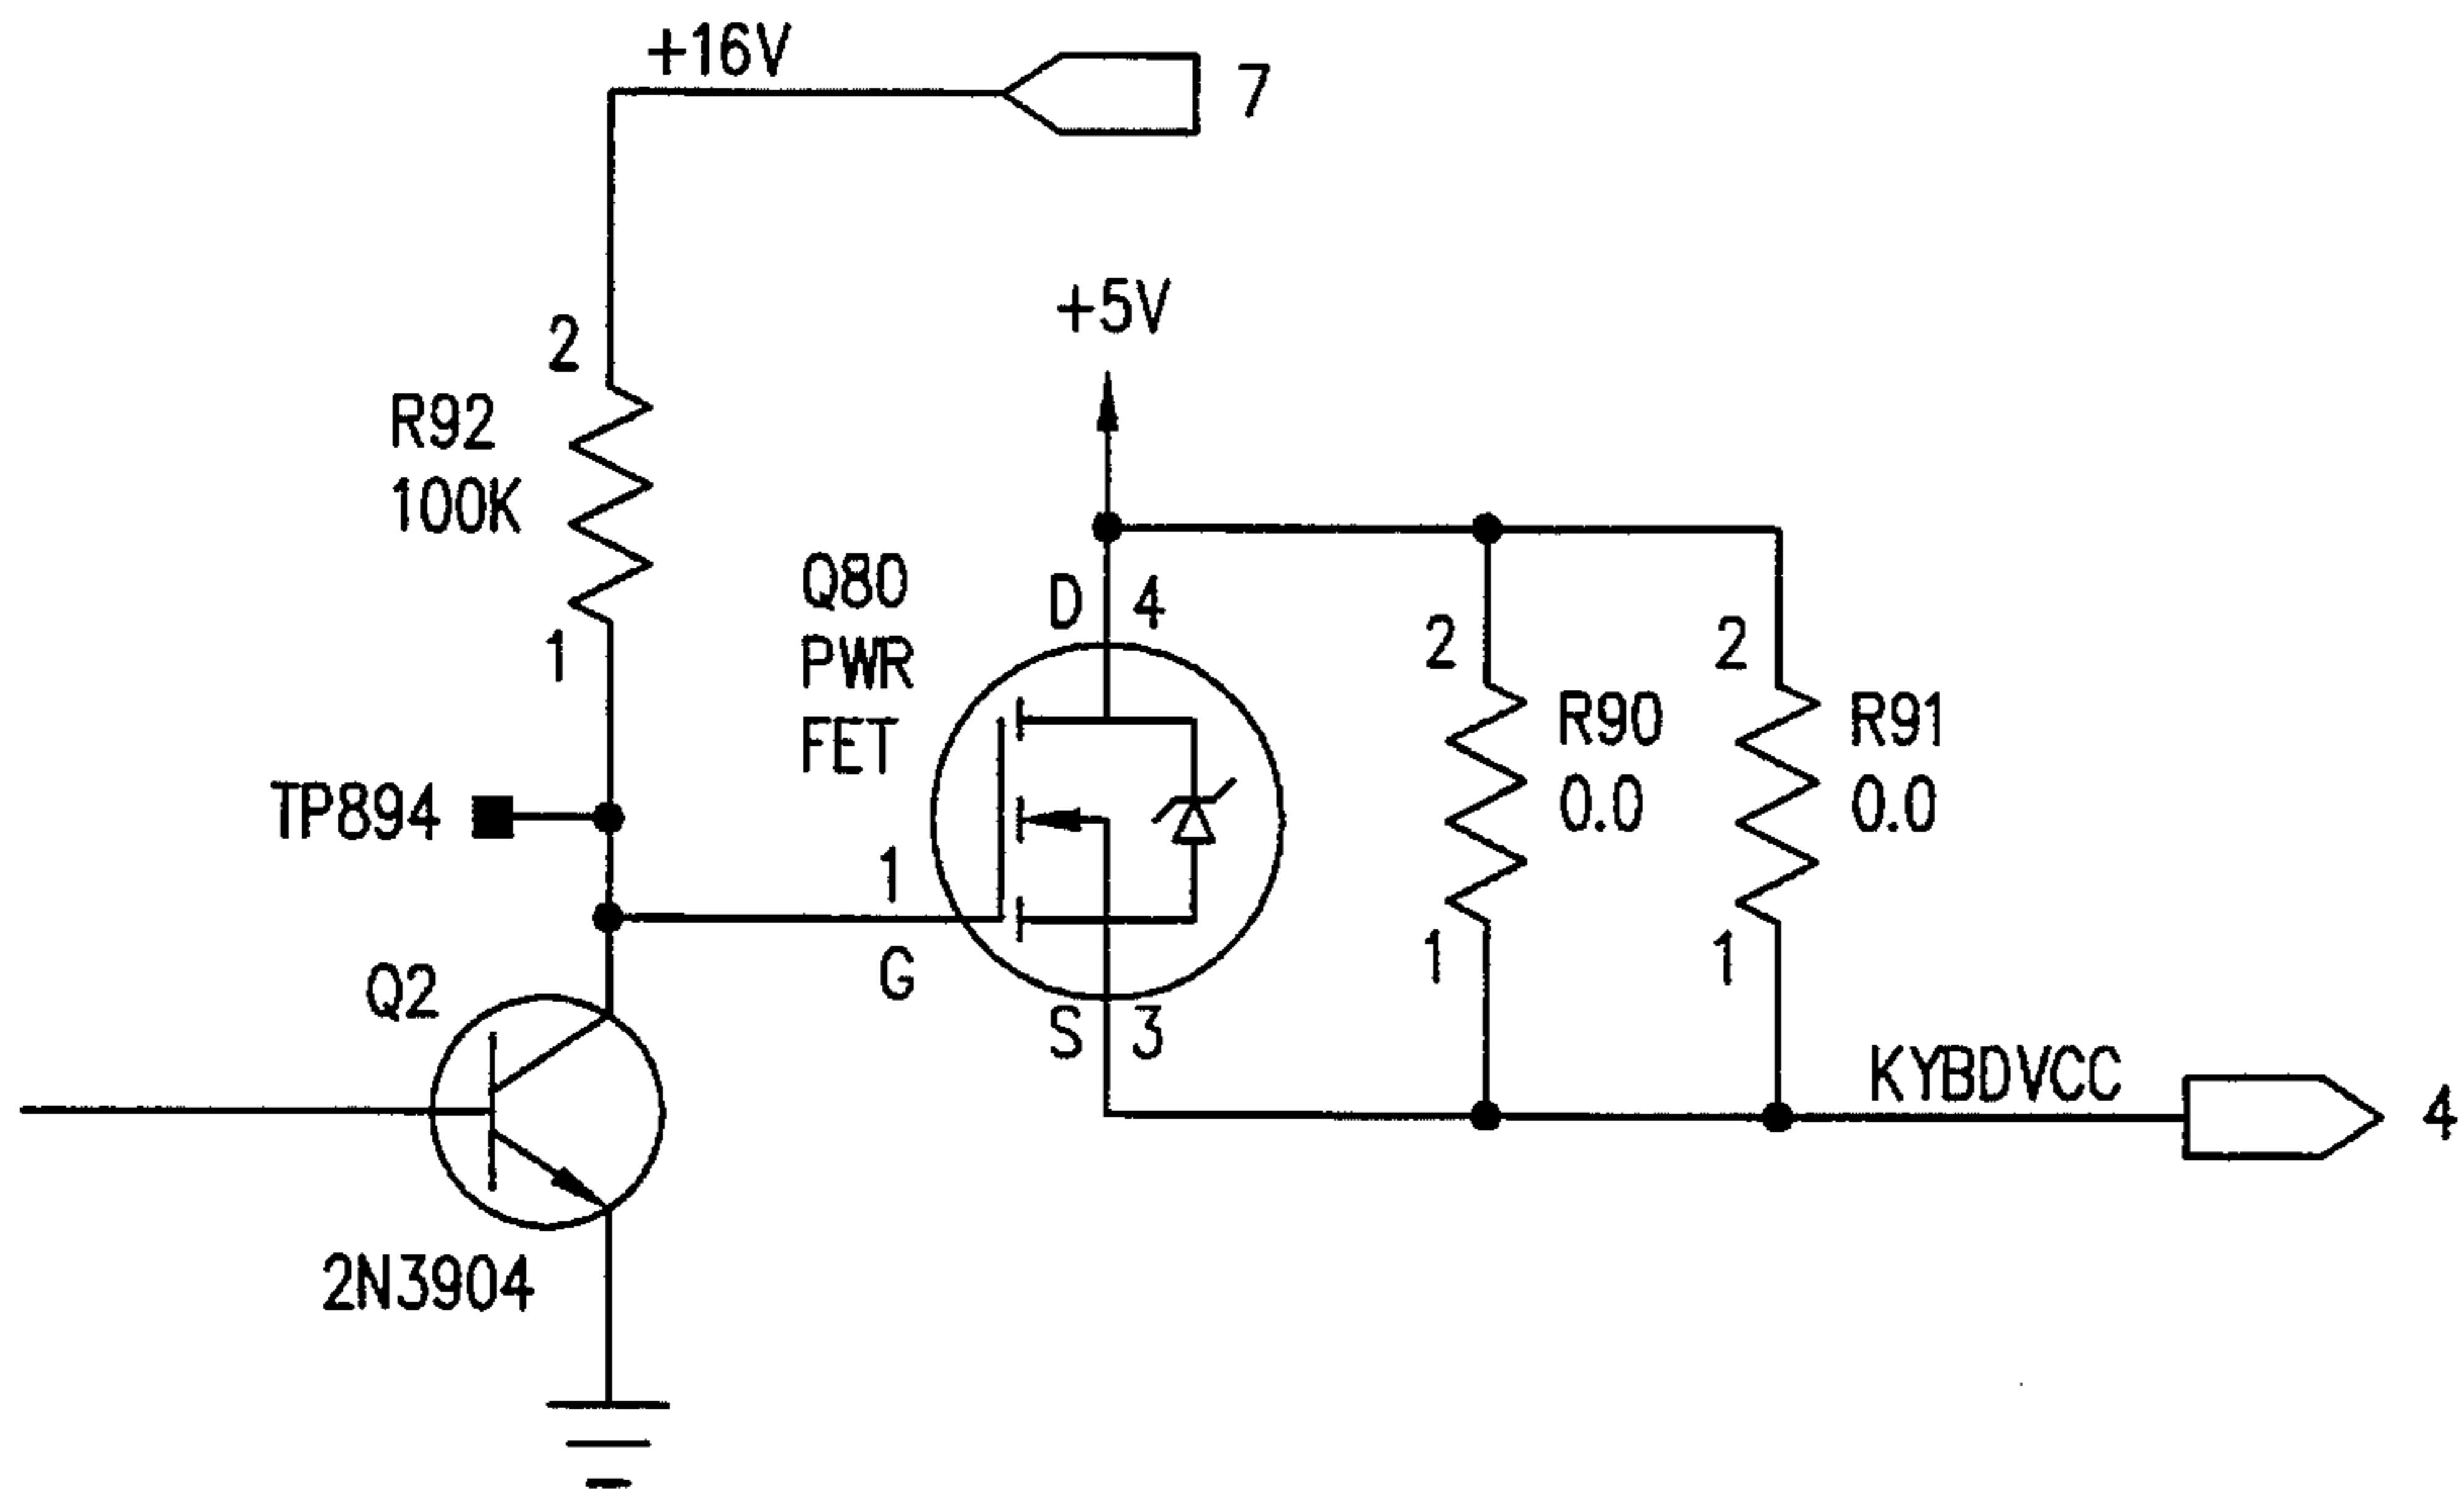 +16V
7
+5V
2
R92
100K
1
Q80
PWR
FET
D
4
2
R90
0.0
1
2
R91
0.0
1
TP894
1
G
S
3
Q2
2N3904
KYBDVCC
4